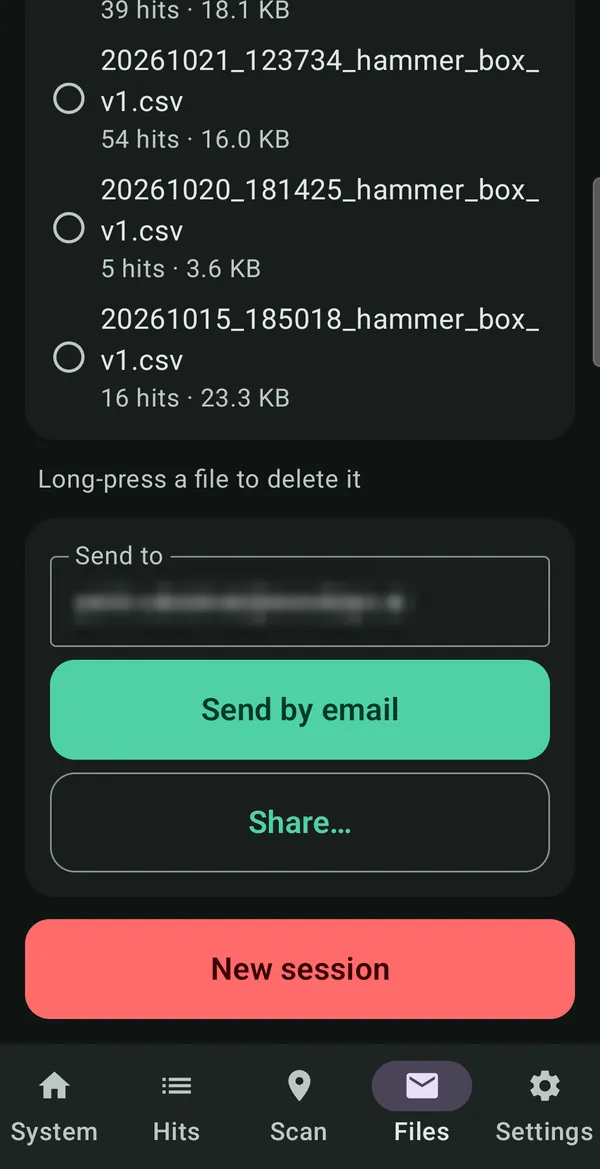 39 hits · 18.1 KB
20261021_123734_hammer_box_
v1.csv
54 hits · 16.0 KB
20261020_181425_hammer_box_
v1.csv
5 hits · 3.6 KB
20261015_185018_hammer_box_
v1.csv
16 hits · 23.3 KB
Long-press a file to delete it
Send to
Send by email
Share…
New session
System Hits Scan Files Settings